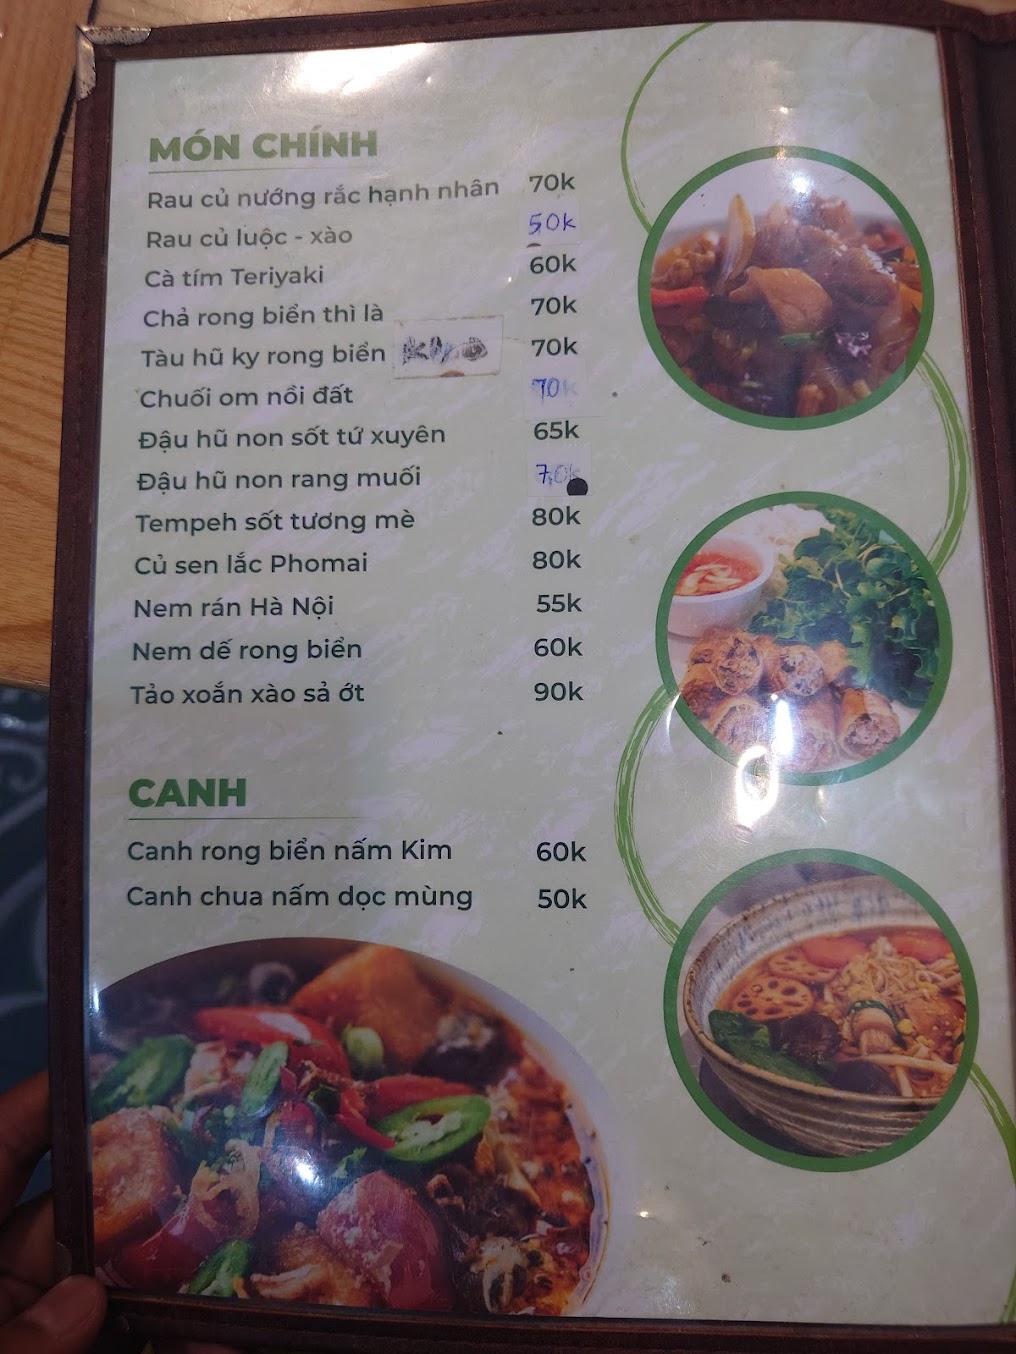 MÓN CHÍNH
Rau củ nướng rắc hạnh nhân 70k
Rau củ luộc - xào 50k
Cà tím Teriyaki 60k
Chả rong biển thì là 70k
Tàu hũ ky rong biển 70k
Chuối om nồi đất 70k
Đậu hũ non sốt tứ xuyên 65k
Đậu hũ non rang muối 70k
Tempeh sốt tương mè 80k
Củ sen lắc Phomai 80k
Nem rán Hà Nội 55k
Nem dế rong biển 60k
Tảo xoắn xào sả ớt 90k
CANH
Canh rong biển nấm Kim 60k
Canh chua nấm dọc mùng 50k